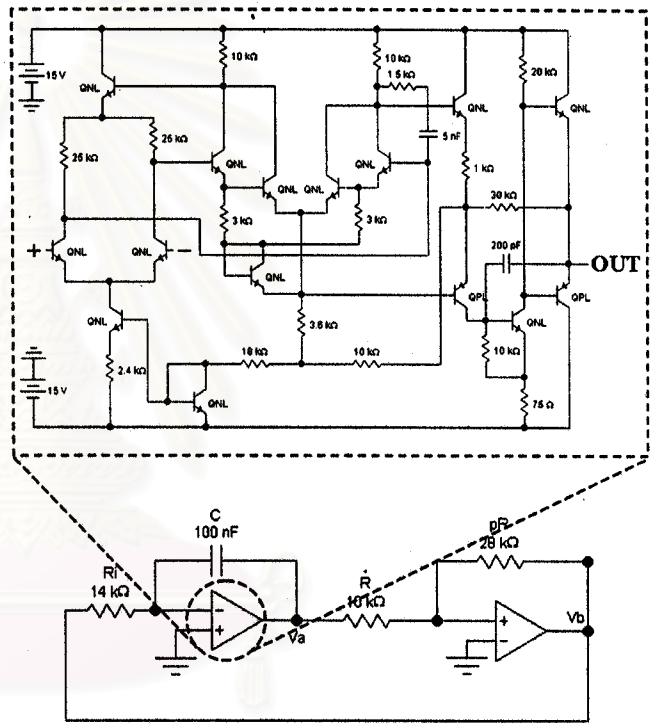 10 kΩ
10 kΩ
1.5 kΩ
20 kΩ
15 V
QNL
QNL
QNL
5 nF
25 kΩ
25 kΩ
QNL
QNL
QNL
QNL
1 kΩ
3 kΩ
3 kΩ
30 kΩ
200 pF
+
QNL
QNL
−
OUT
QNL
QPL
QNL
QPL
QNL
3.6 kΩ
10 kΩ
2.4 kΩ
18 kΩ
10 kΩ
15 V
QNL
75 Ω
C
100 nF
Ri
14 kΩ
R
10 kΩ
pR
28 kΩ
−
+
Va
+
−
Vb